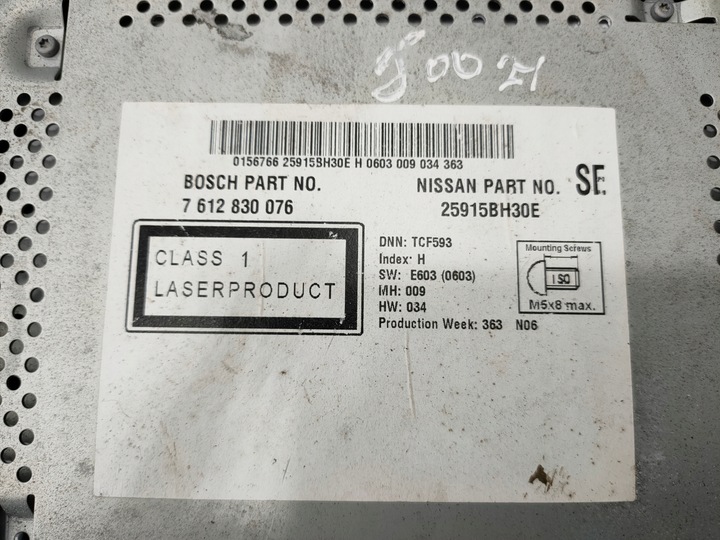 0156766 25915BH30E H 0603 009 034 363
BOSCH PART NO.
7 612 830 076
NISSAN PART NO.
25915BH30E
SE
CLASS 1
LASERPRODUCT
DNN: TCF593
Index: H
SW: E603 (0603)
MH: 009
HW: 034
Production Week: 363 N06
Mounting Screws
ISO
M5x8 max.